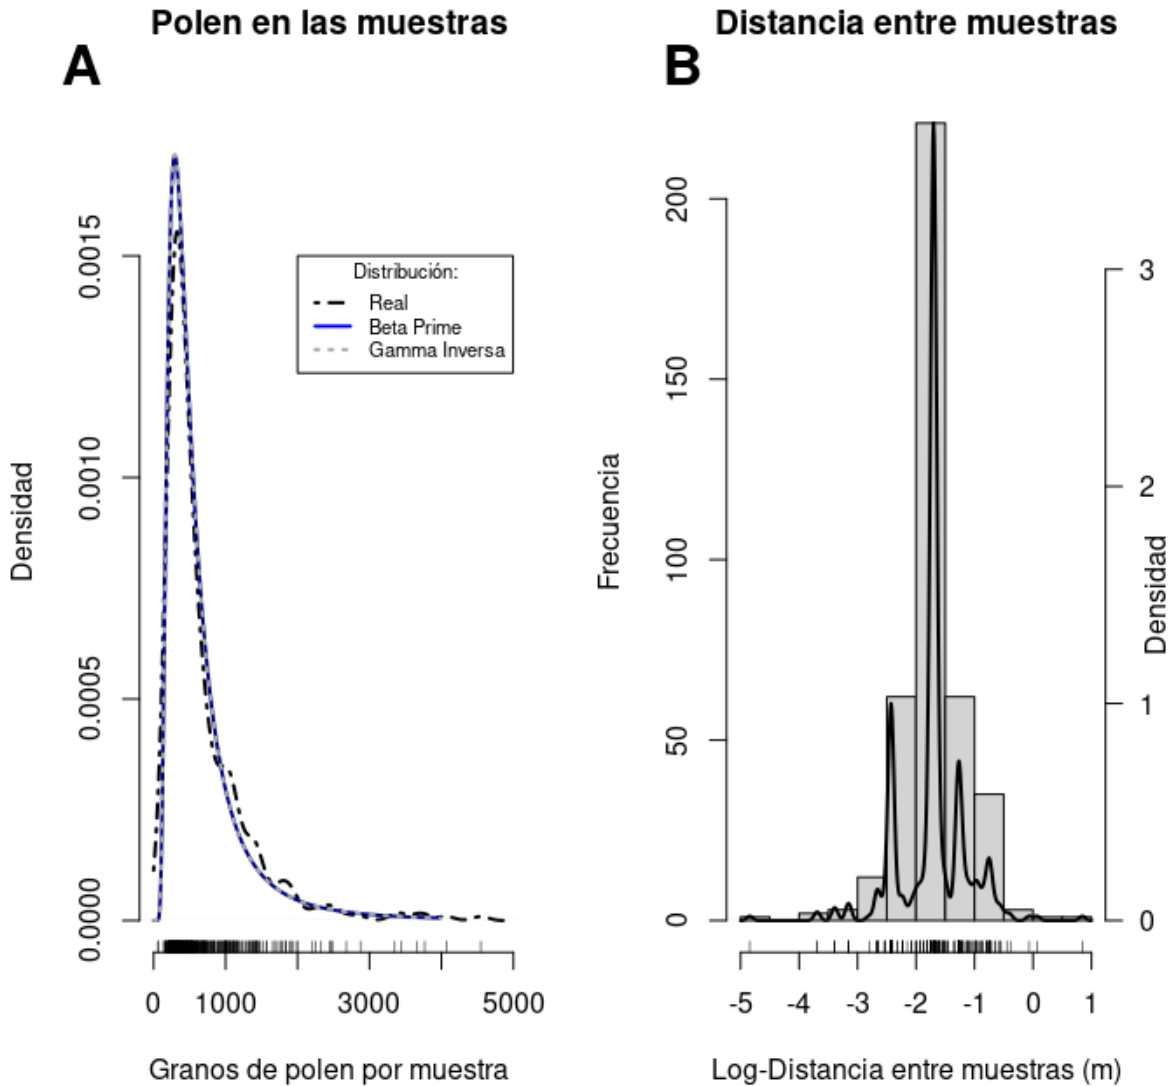 Polen en las muestras
A
Densidad
0.0015
0.0010
0.0005
0.0000
Distribución:
Real
Beta Prime
Gamma Inversa
0 1000 3000 5000
Granos de polen por muestra
Distancia entre muestras
B
Frecuencia
200
150
100
50
0
3
2
1
0
Densidad
-5 -4 -3 -2 -1 0 1
Log-Distancia entre muestras (m)